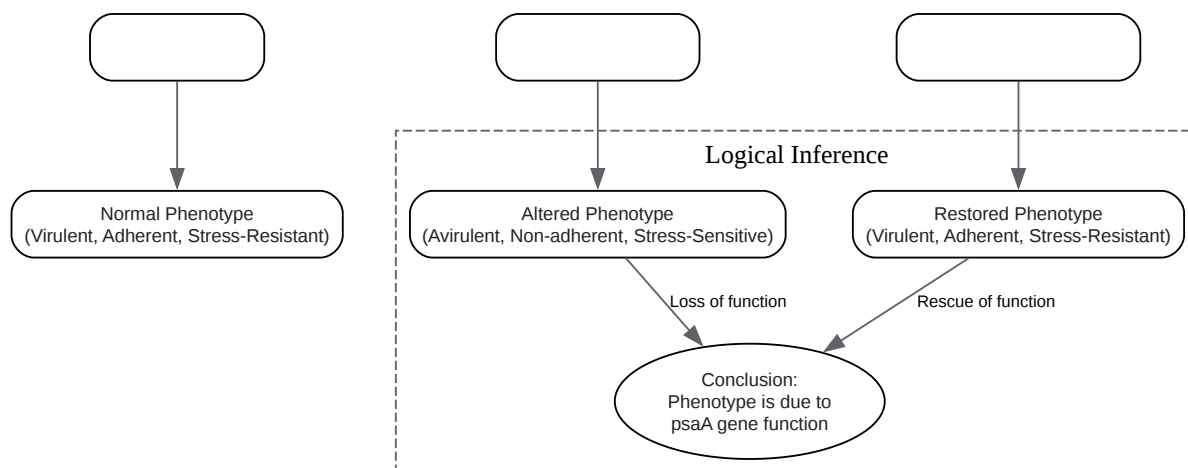 Logical Inference
Normal Phenotype
(Virulent, Adherent, Stress-Resistant)
Altered Phenotype
(Avirulent, Non-adherent, Stress-Sensitive)
Restored Phenotype
(Virulent, Adherent, Stress-Resistant)
Loss of function
Rescue of function
Conclusion:
Phenotype is due to
psaA gene function